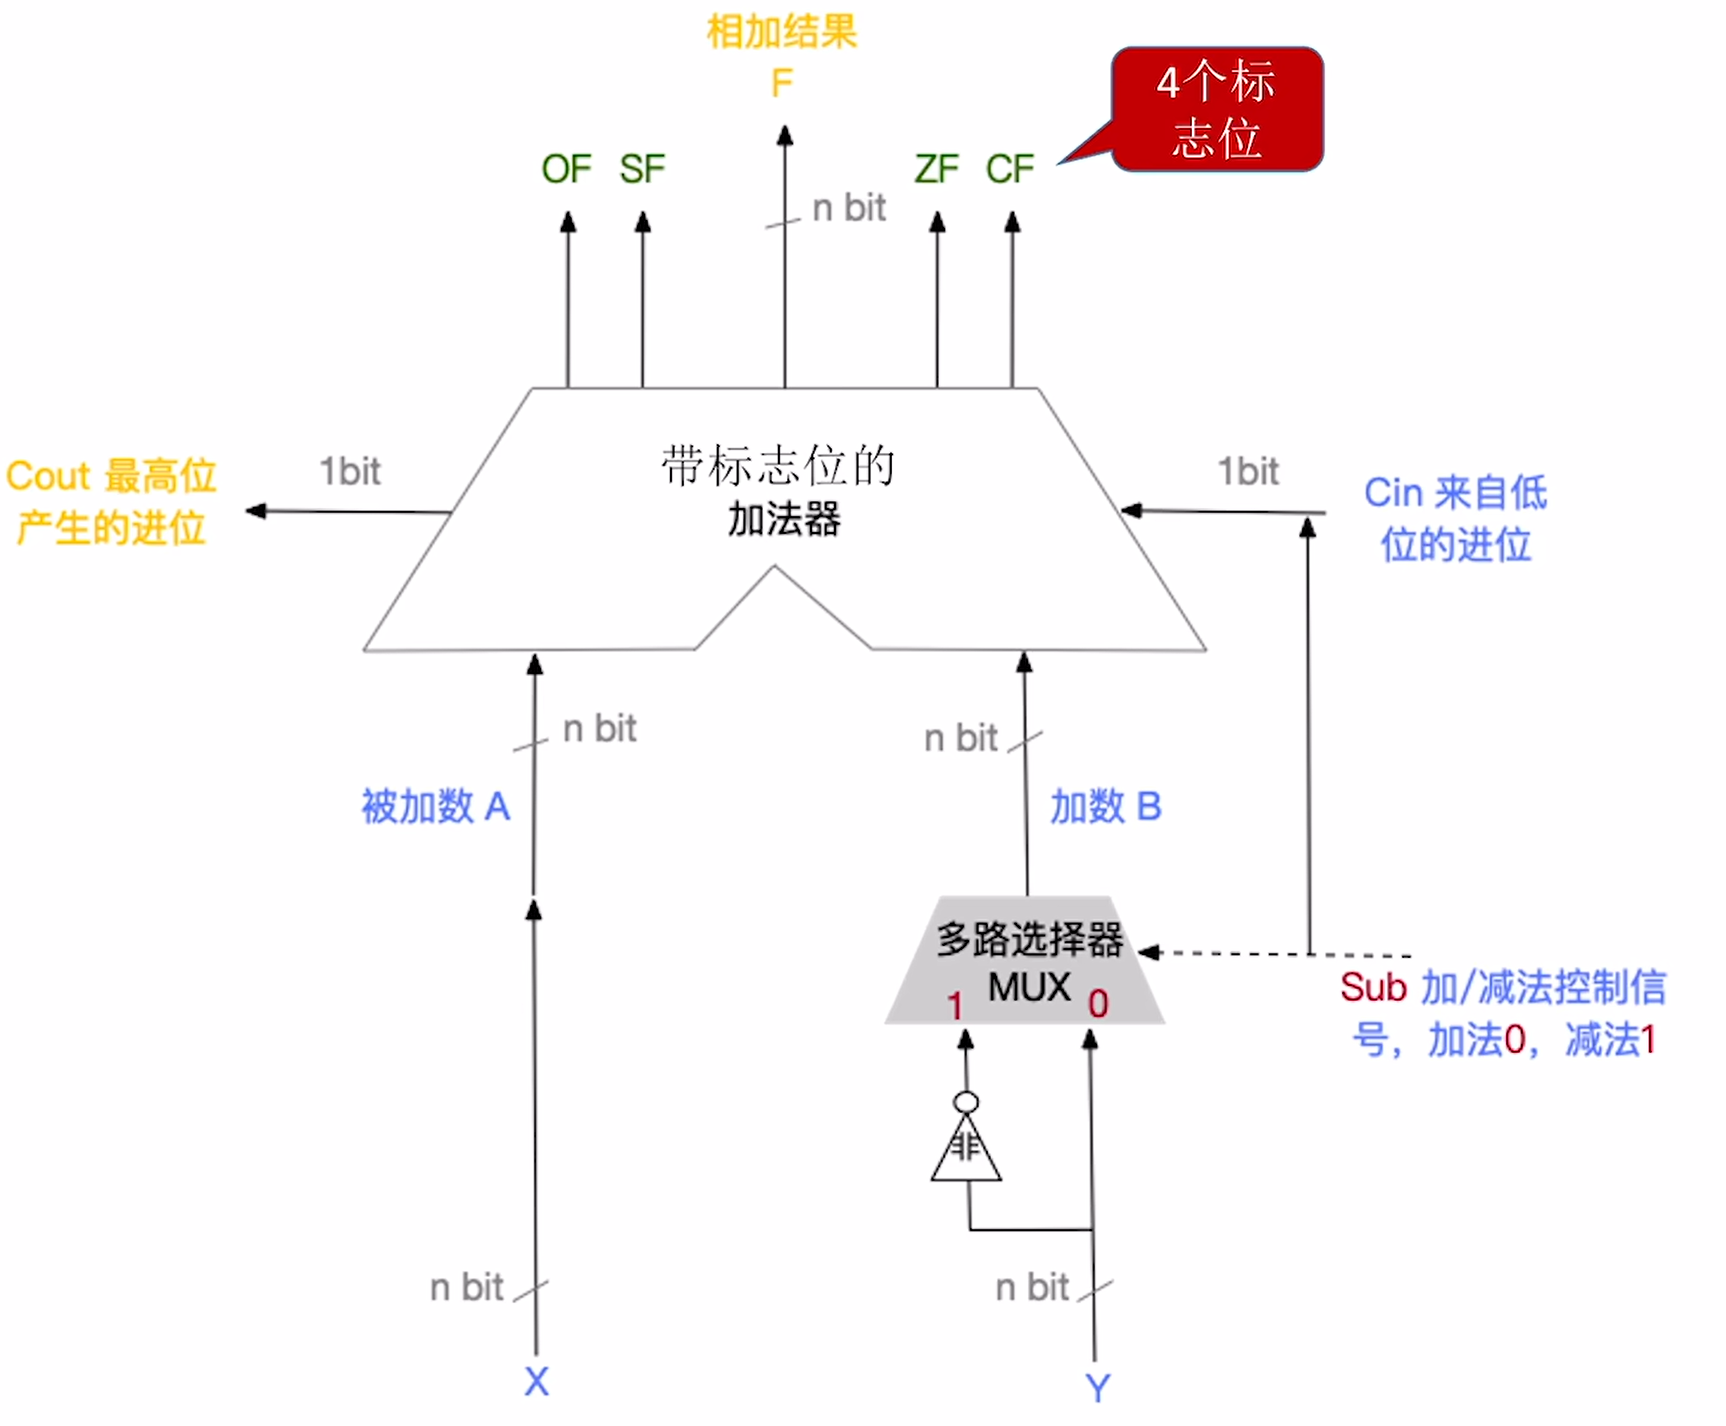 相加结果
F
4个标
志位
OF
SF
ZF
CF
n bit
带标志位的
加法器
Cout 最高位
产生的进位
1bit
1bit
Cin 来自低
位的进位
n bit
n bit
被加数 A
加数 B
多路选择器
MUX
1
0
Sub 加/减法控制信
号，加法0，减法1
非
n bit
n bit
X
Y